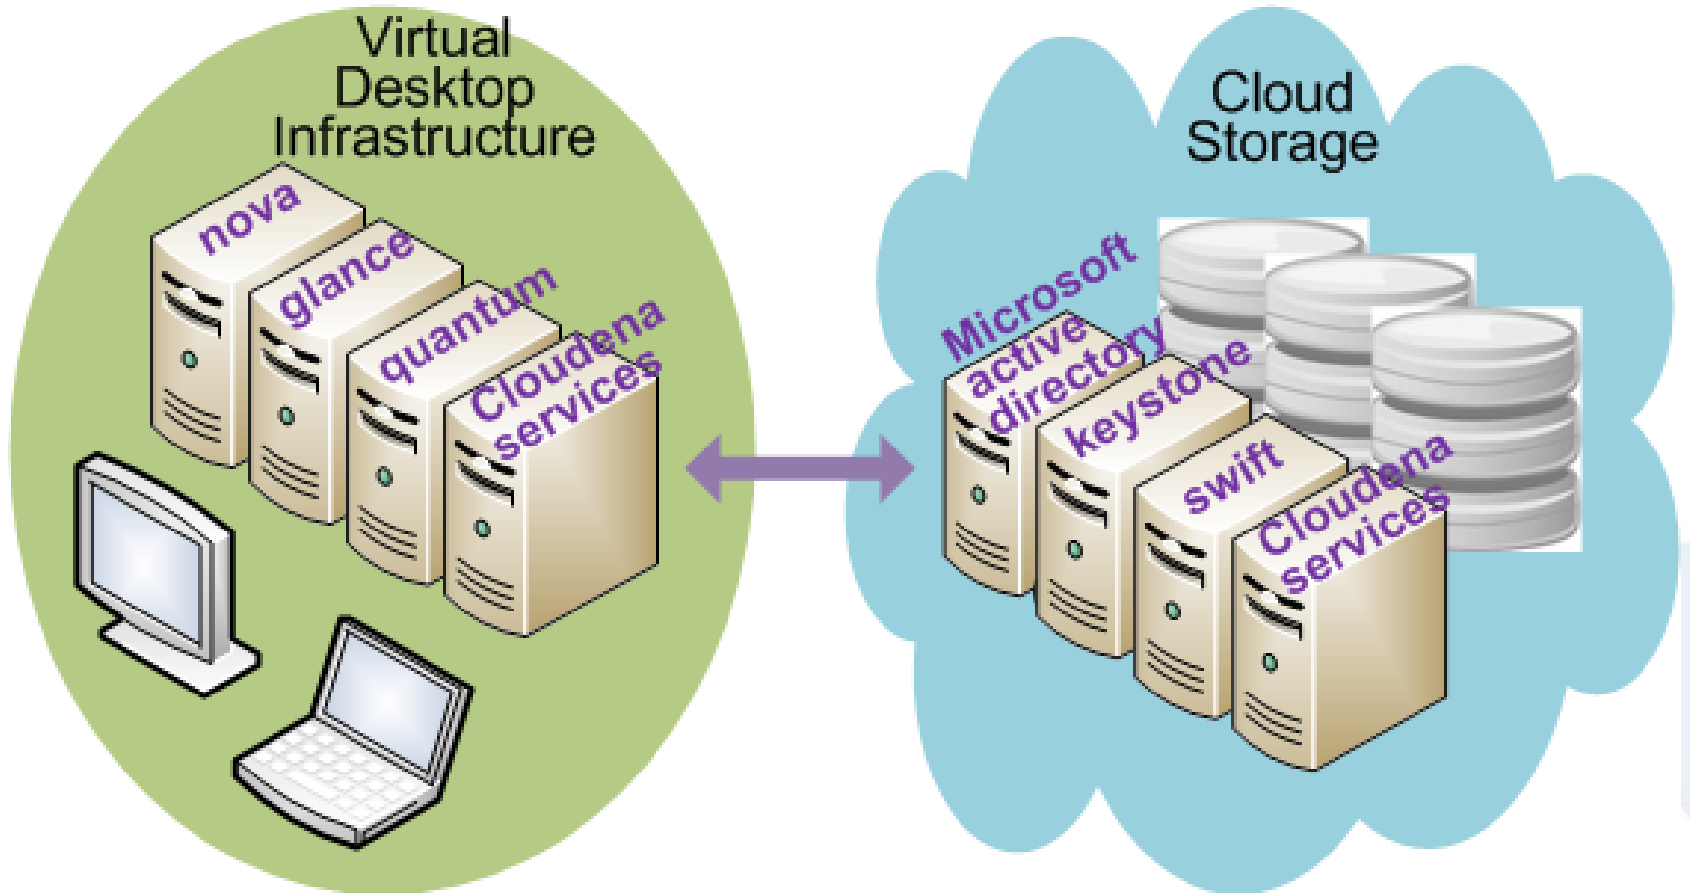 Virtual
Desktop
Infrastructure
nova
glance
quantum
Cloudena
services
Cloud
Storage
Microsoft
active
directory
keystone
swift
Cloudena
services